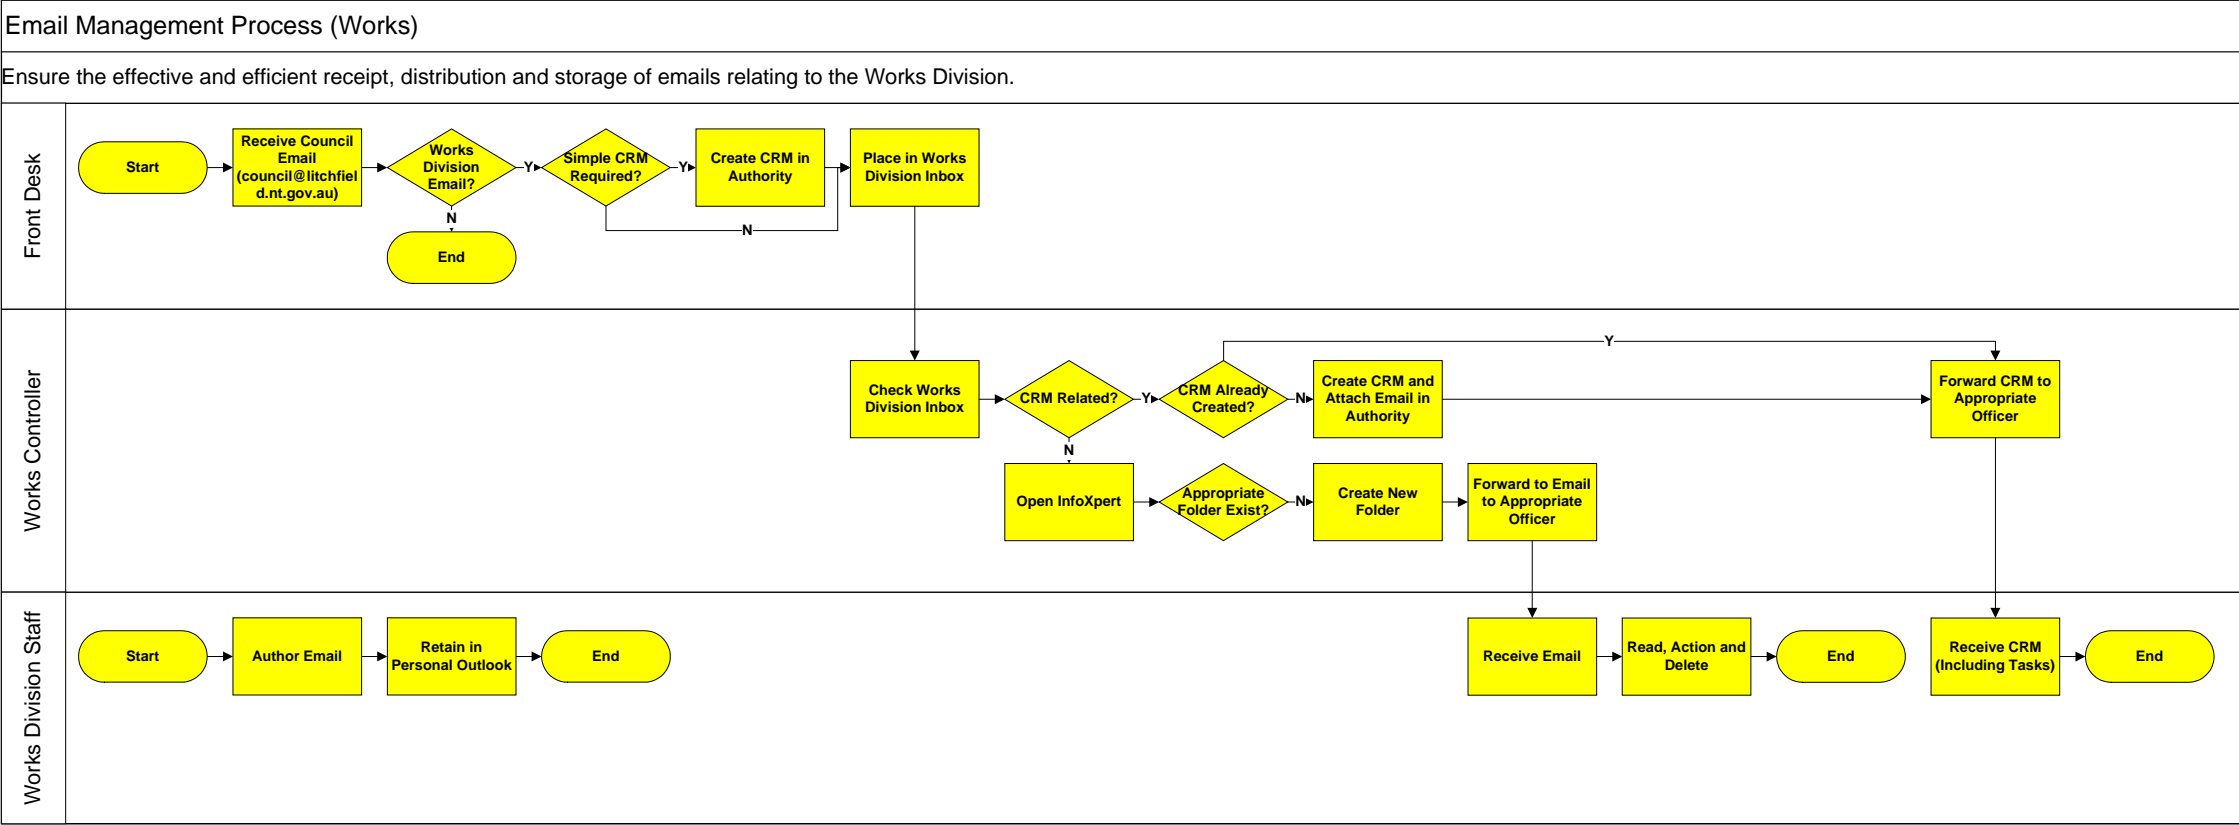 Email Management Process (Works)
Ensure the effective and efficient receipt, distribution and storage of emails relating to the Works Division.
Front Desk
Start
Receive Council
Email
(council@litchfiel
d.nt.gov.au)
Works
Division
Email?
Y
N
End
Simple CRM
Required?
Y
N
Create CRM in
Authority
Place in Works
Division Inbox
Works Controller
Check Works
Division Inbox
CRM Related?
Y
N
CRM Already
Created?
Y
N
Create CRM and
Attach Email in
Authority
Forward CRM to
Appropriate
Officer
Open InfoXpert
Appropriate
Folder Exist?
N
Create New
Folder
Forward to Email
to Appropriate
Officer
Works Division Staff
Start
Author Email
Retain in
Personal Outlook
End
Receive Email
Read, Action and
Delete
End
Receive CRM
(Including Tasks)
End